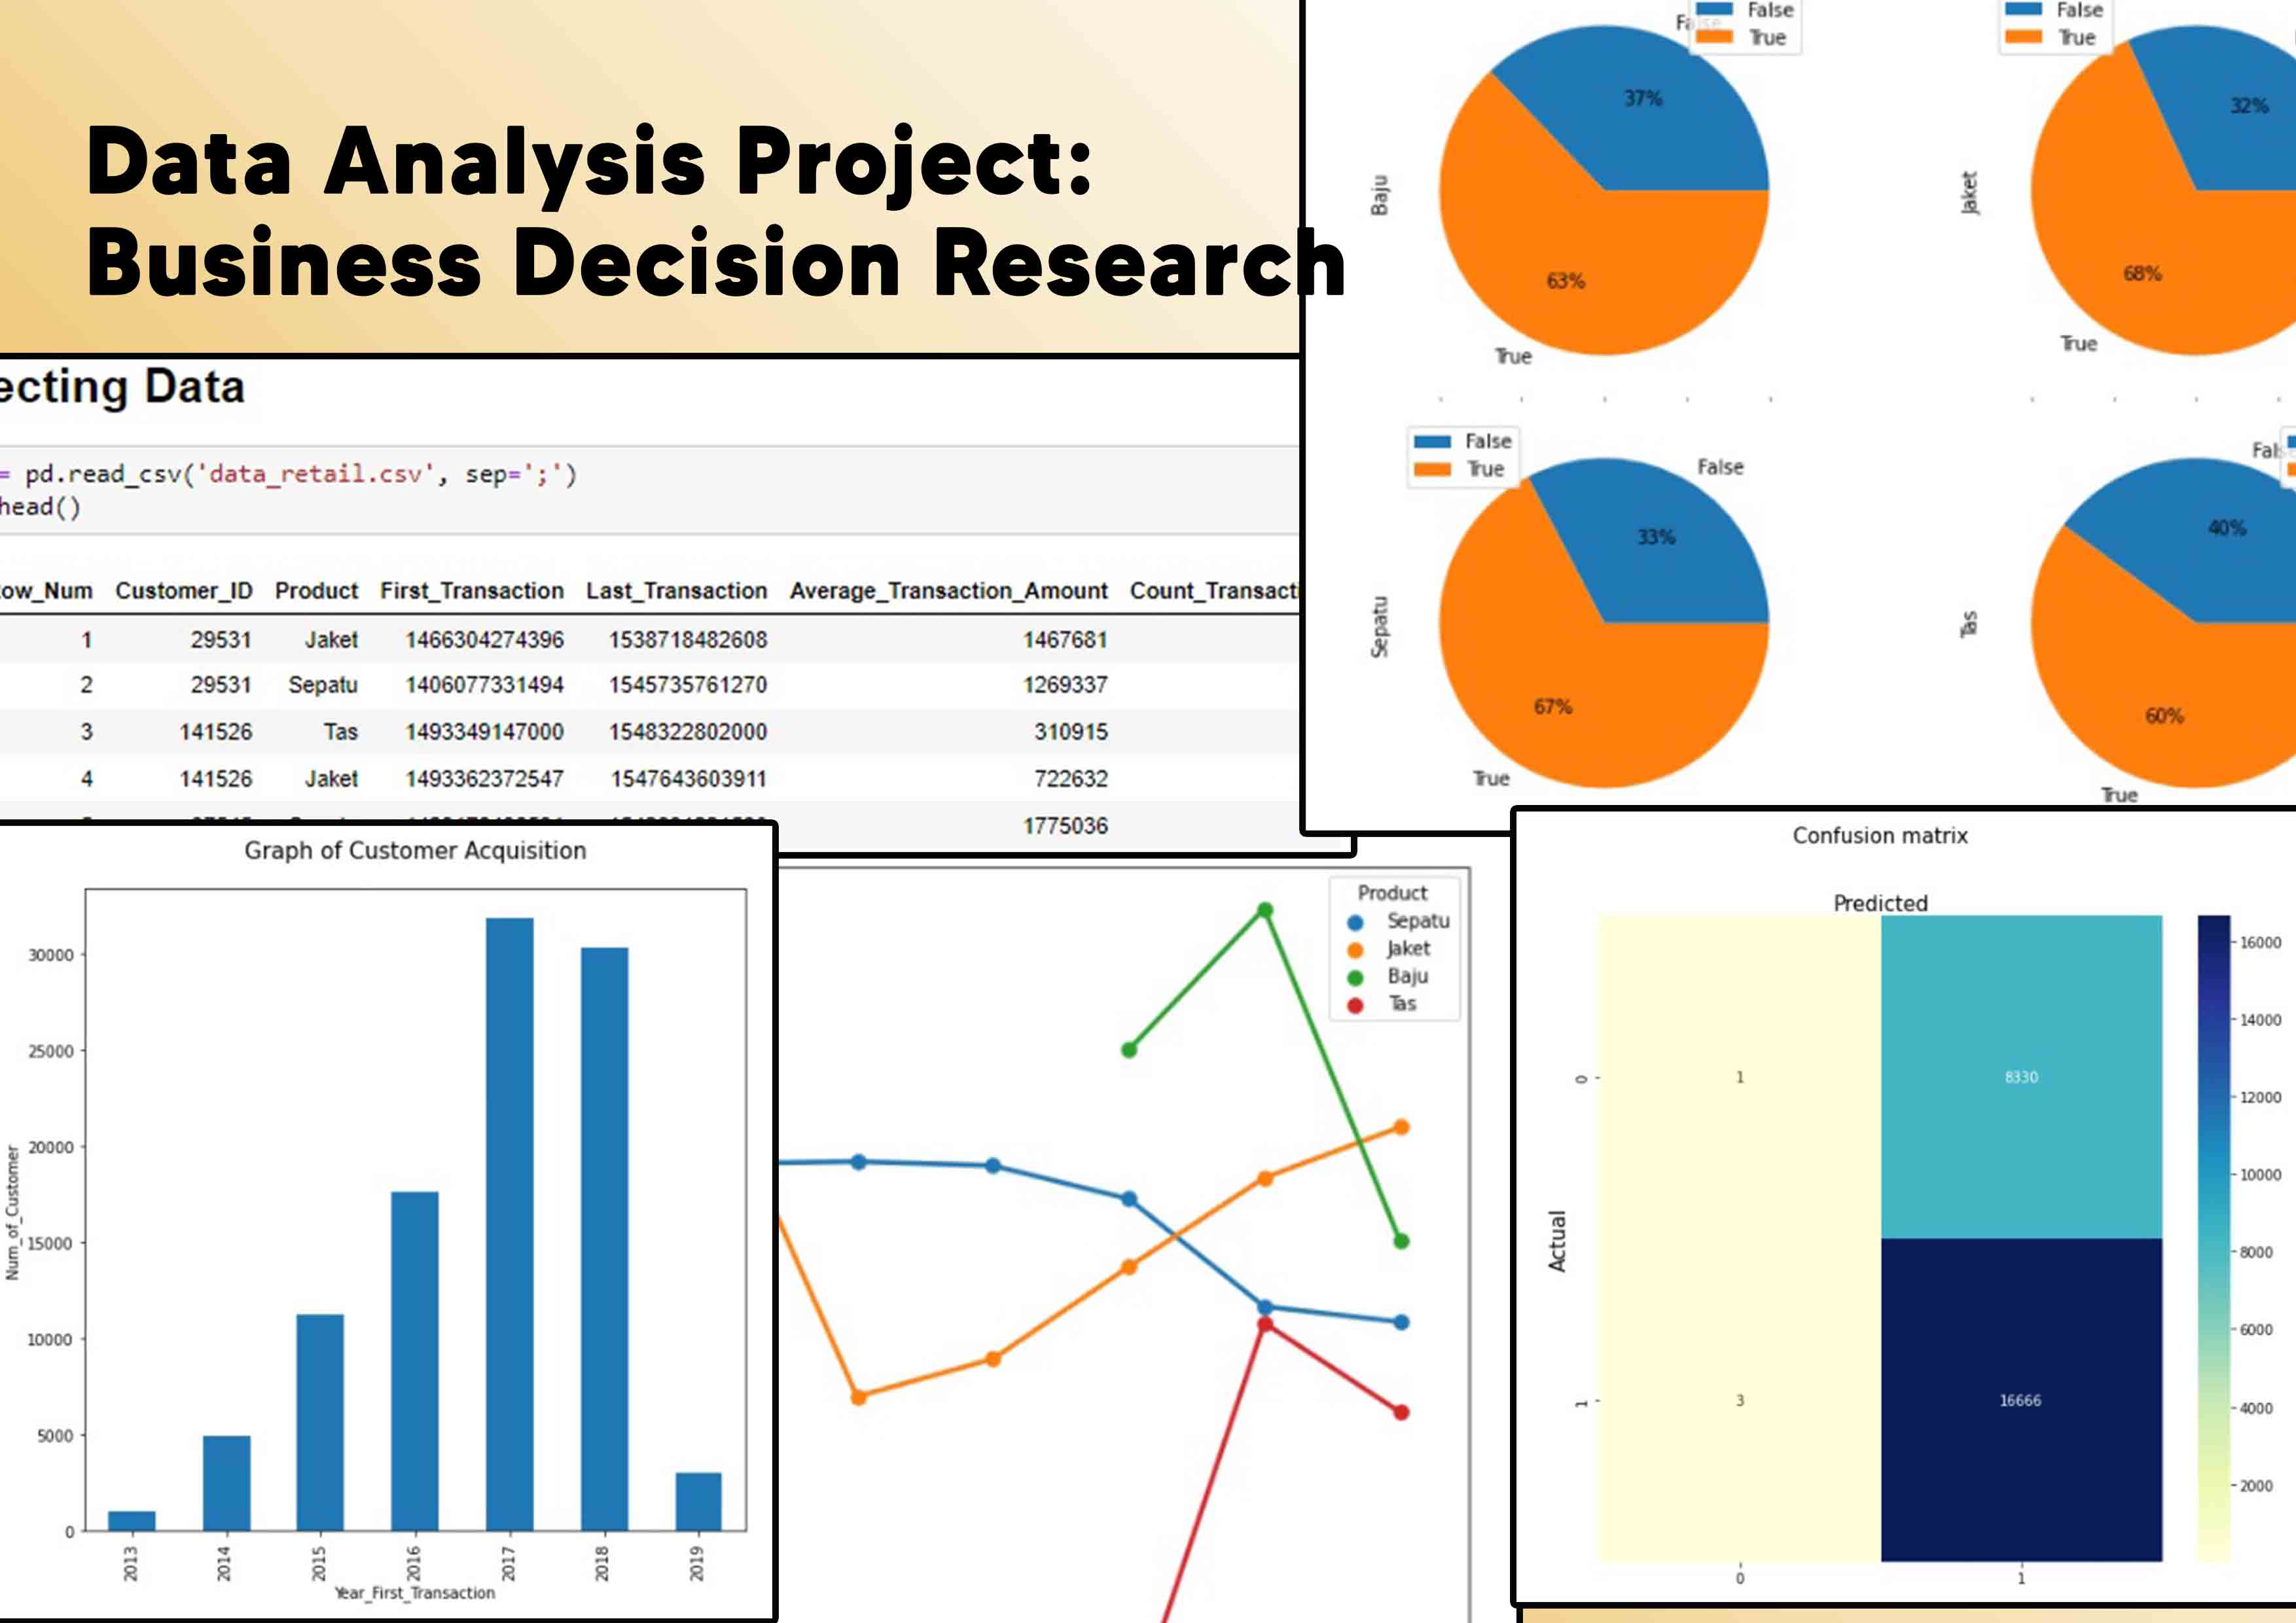 Data Analysis Project:
Business Decision Research
ecting Data
= pd.read_csv('data_retail.csv', sep=';')
head()
ow_Num Customer_ID Product First_Transaction Last_Transaction Average_Transaction_Amount Count_Transacti
1 29531 Jaket 1466304274396 1538718482608 1467681
2 29531 Sepatu 1406077331494 1545735761270 1269337
3 141526 Tas 1493349147000 1548322802000 310915
4 141526 Jaket 1493362372547 1547643603911 722632
1775036
False
True
False
37%
63%
True
Baju
False
True
32%
68%
True
Jaket
False
True
False
33%
67%
True
Sepatu
Fal
40%
60%
True
Tas
Graph of Customer Acquisition
Num_of_Customer
30000
25000
20000
15000
10000
5000
0
2013 2014 2015 2016 2017 2018 2019
Year_First_Transaction
Product
Sepatu
Jaket
Baju
Tas
Confusion matrix
Predicted
Actual
0
1
1 8330
3 16666
0 1
16000
14000
12000
10000
8000
6000
4000
2000